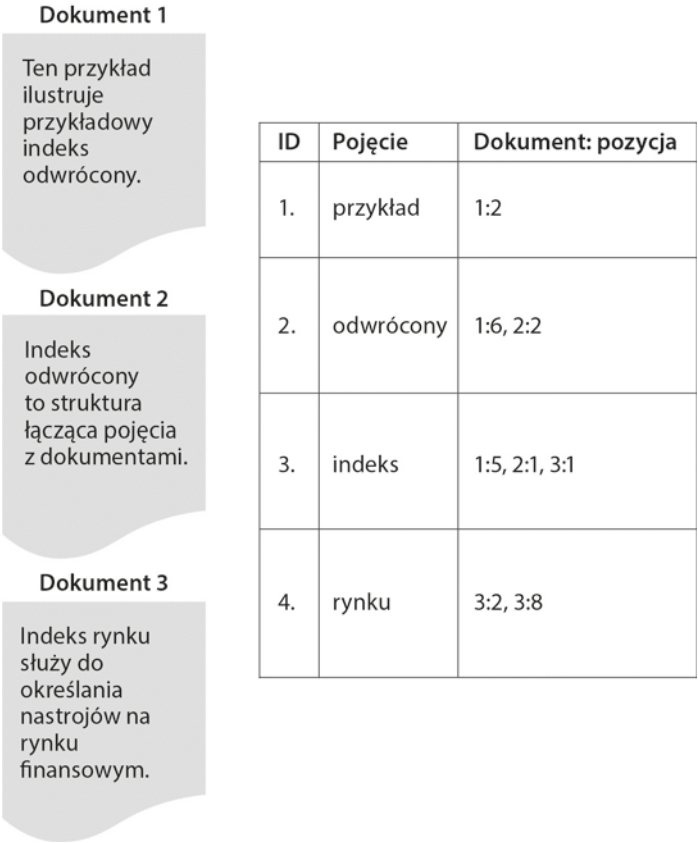 Dokument 1
Ten przykład
ilustruje
przykładowy
indeks
odwrócony.
Dokument 2
Indeks
odwrócony
to struktura
łącząca pojęcia
z dokumentami.
Dokument 3
Indeks rynku
służy do
określania
nastrojów na
rynku
finansowym.
ID Pojęcie Dokument: pozycja
1. przykład 1:2
2. odwrócony 1:6, 2:2
3. indeks 1:5, 2:1, 3:1
4. rynku 3:2, 3:8